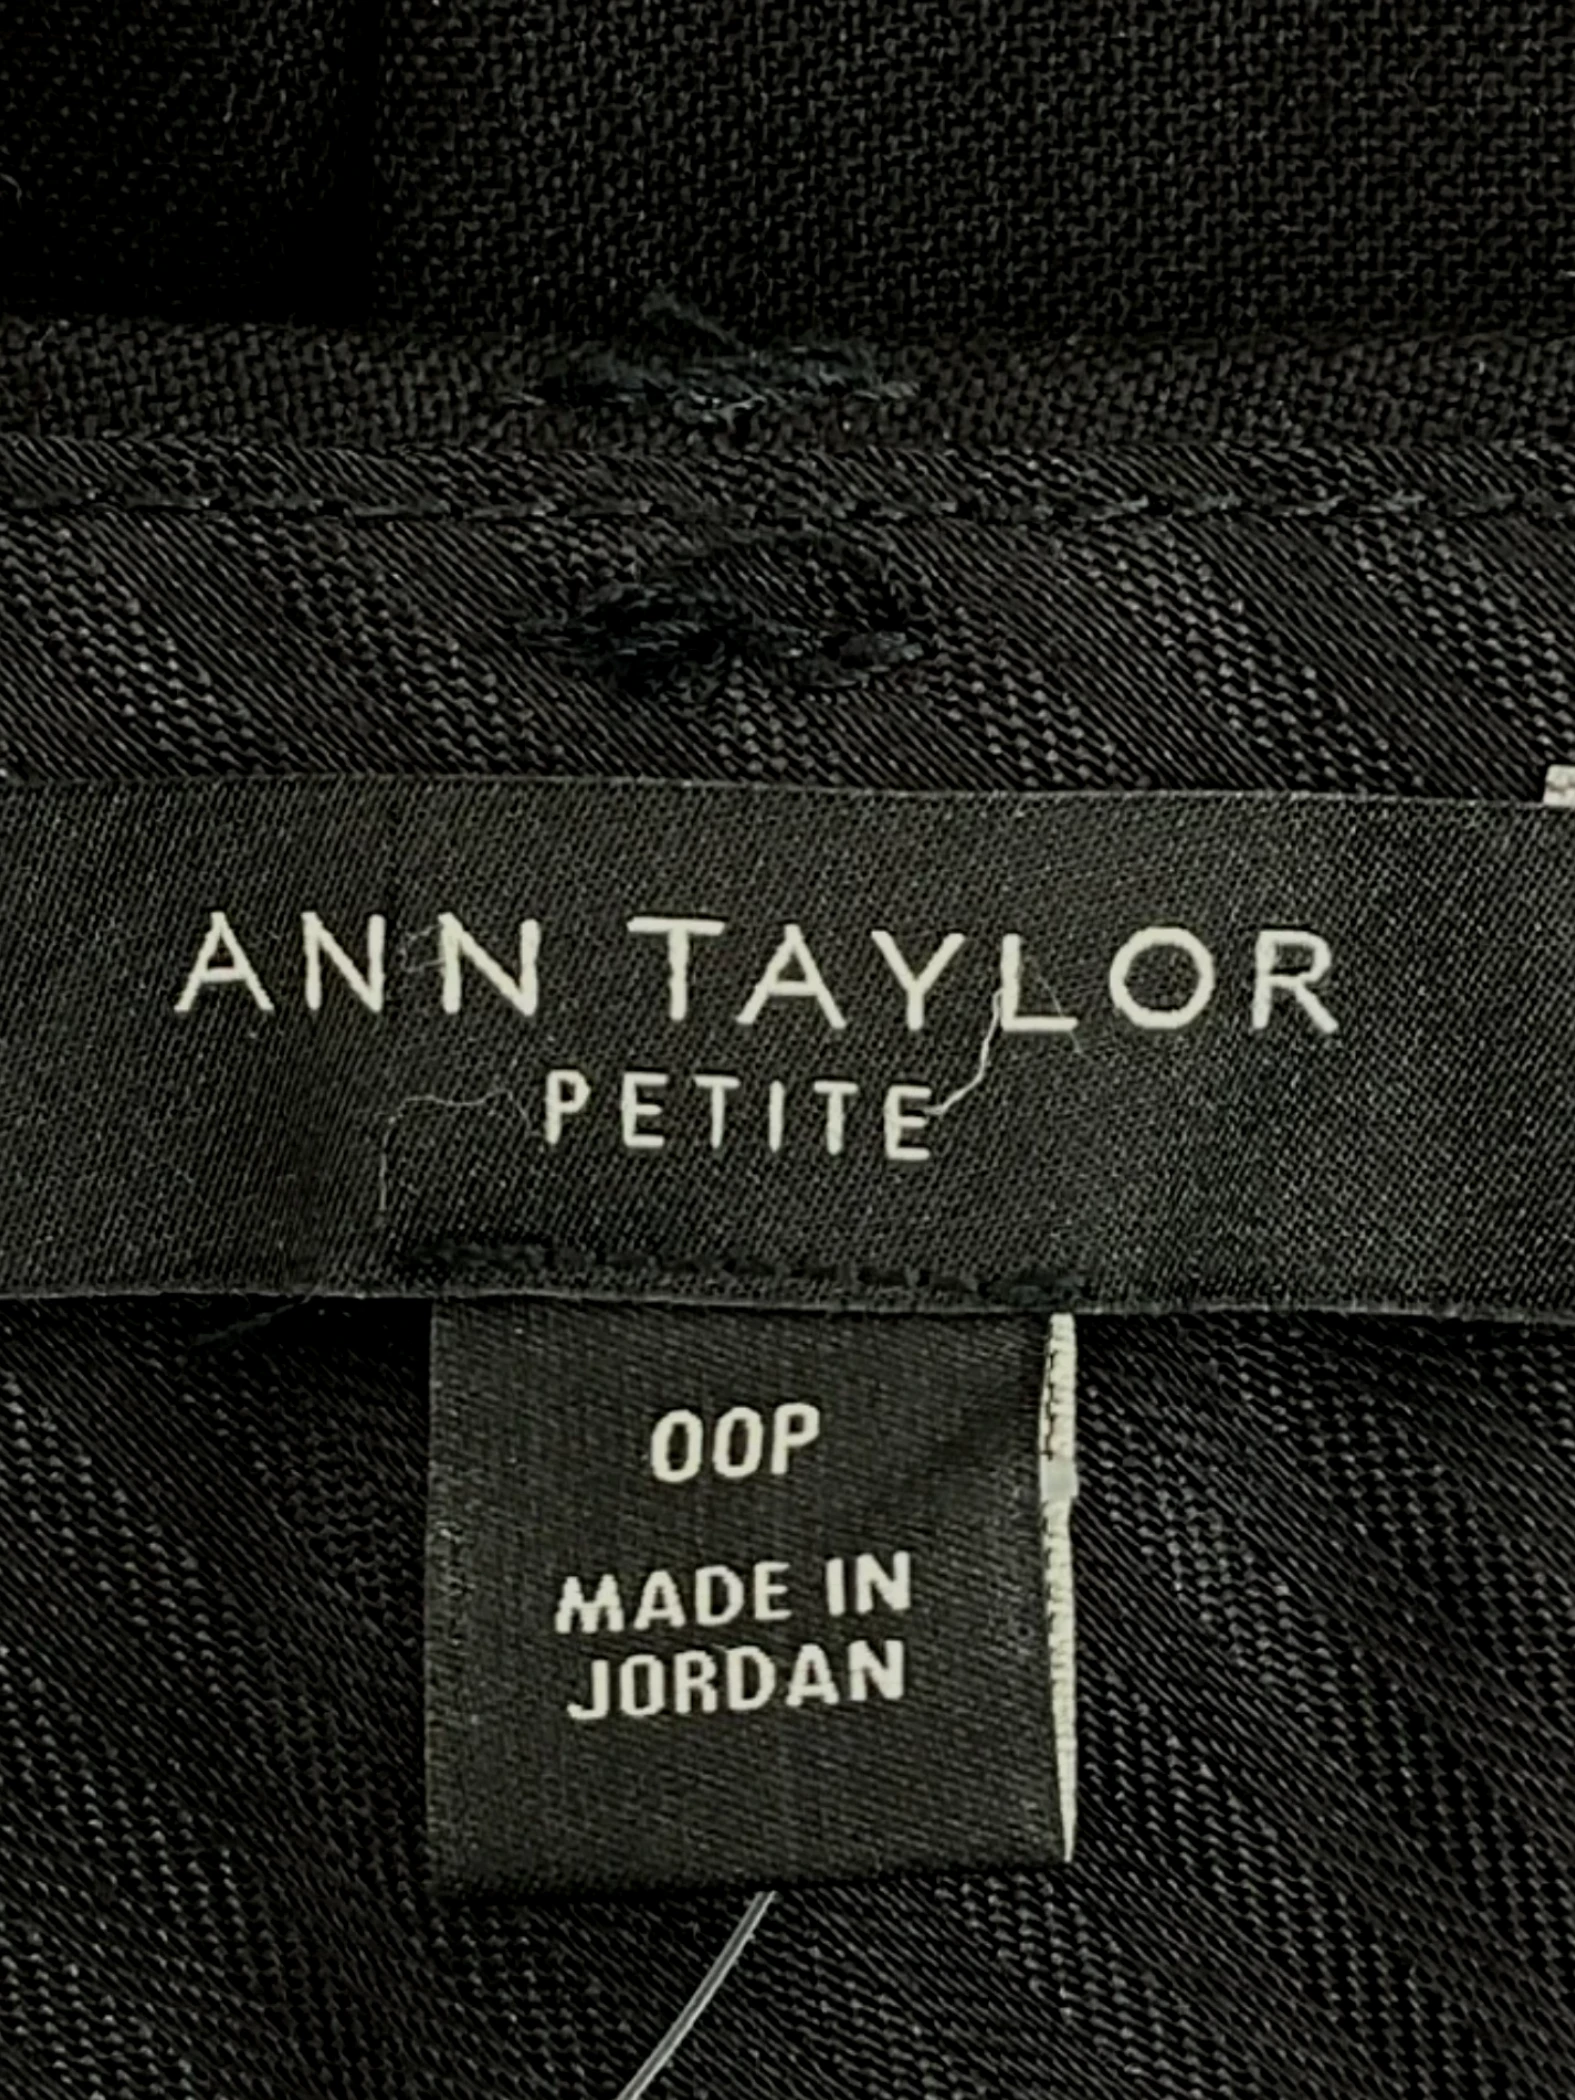 ANN TAYLOR
PETITE
00P
MADE IN
JORDAN